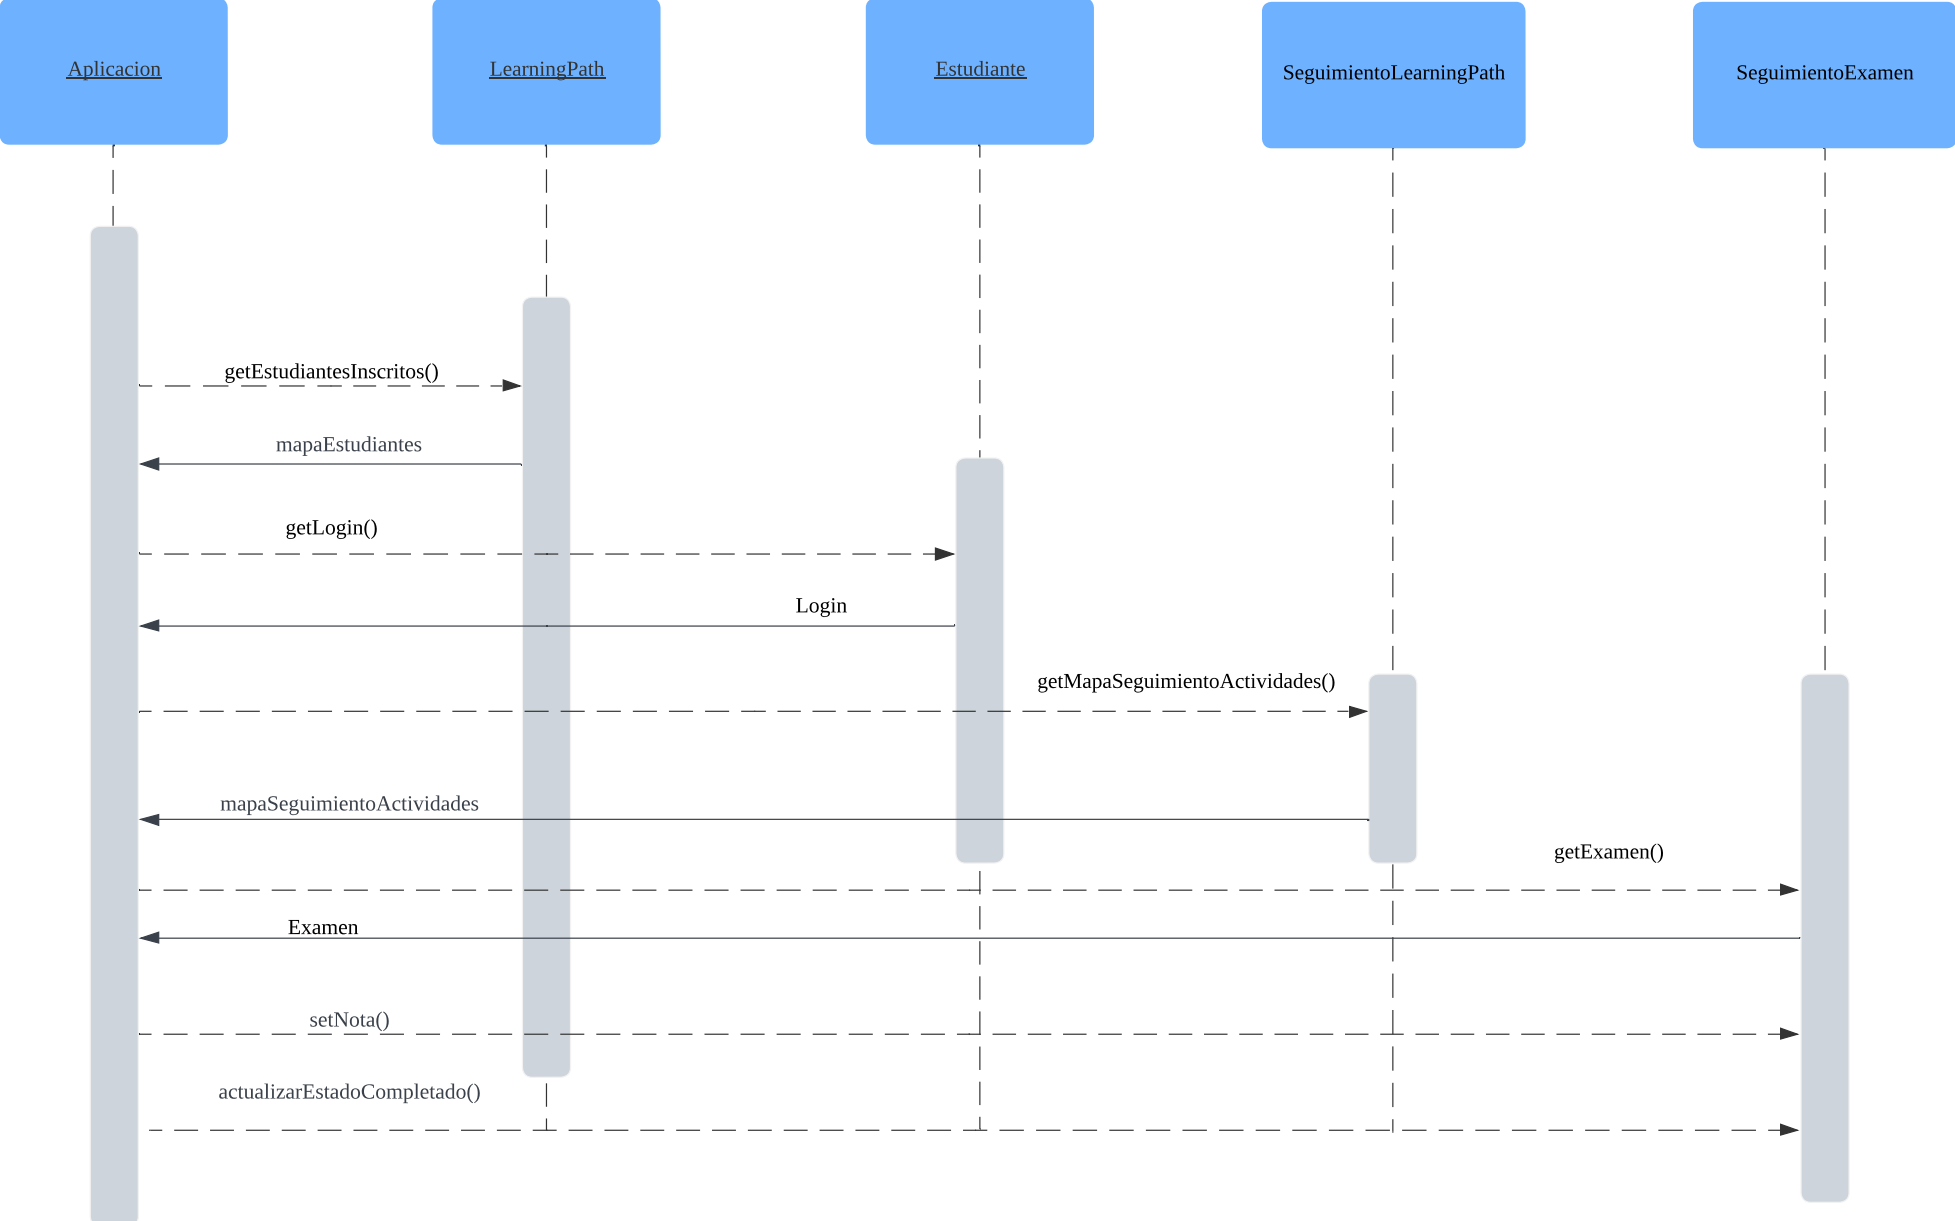 Aplicacion
LearningPath
Estudiante
SeguimientoLearningPath
SeguimientoExamen
getEstudiantesInscritos()
mapaEstudiantes
getLogin()
Login
getMapaSeguimientoActividades()
mapaSeguimientoActividades
getExamen()
Examen
setNota()
actualizarEstadoCompletado()